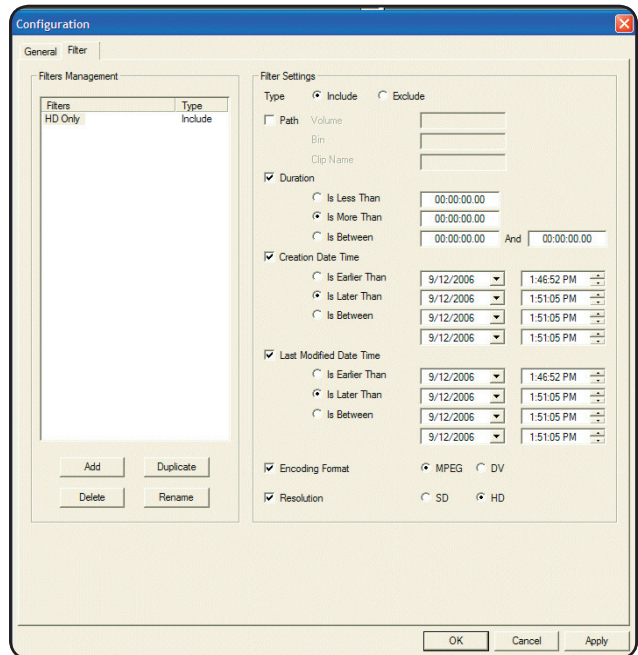 Configuration
General Filter
Filters Management
Filters Type
HD Only Include
Add Duplicate
Delete Rename
Filter Settings
Type Include Exclude
Path Volume
Bin
Clip Name
Duration
Is Less Than 00:00:00.00
Is More Than 00:00:00.00
Is Between 00:00:00.00 And 00:00:00.00
Creation Date Time
Is Earlier Than 9/12/2006 1:46:52 PM
Is Later Than 9/12/2006 1:51:05 PM
Is Between 9/12/2006 1:51:05 PM
9/12/2006 1:51:05 PM
Last Modified Date Time
Is Earlier Than 9/12/2006 1:46:52 PM
Is Later Than 9/12/2006 1:51:05 PM
Is Between 9/12/2006 1:51:05 PM
9/12/2006 1:51:05 PM
Encoding Format MPEG DV
Resolution SD HD
OK Cancel Apply